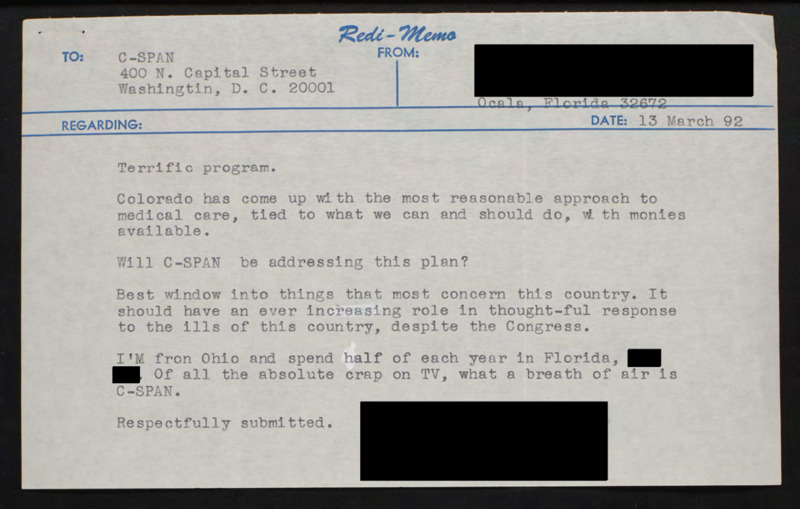 Redi-Memo
TO: C-SPAN
400 N. Capital Street
Washingtin, D. C. 20001
FROM:
Ocala, Florida 32672
REGARDING:
DATE: 13 March 92
Terrific program.
Colorado has come up with the most reasonable approach to
medical care, tied to what we can and should do, with monies
available.
Will C-SPAN be addressing this plan?
Best window into things that most concern this country. It
should have an ever increasing role in thought-ful response
to the ills of this country, despite the Congress.
I'M fron Ohio and spend half of each year in Florida,
. Of all the absolute crap on TV, what a breath of air is
C-SPAN.
Respectfully submitted.